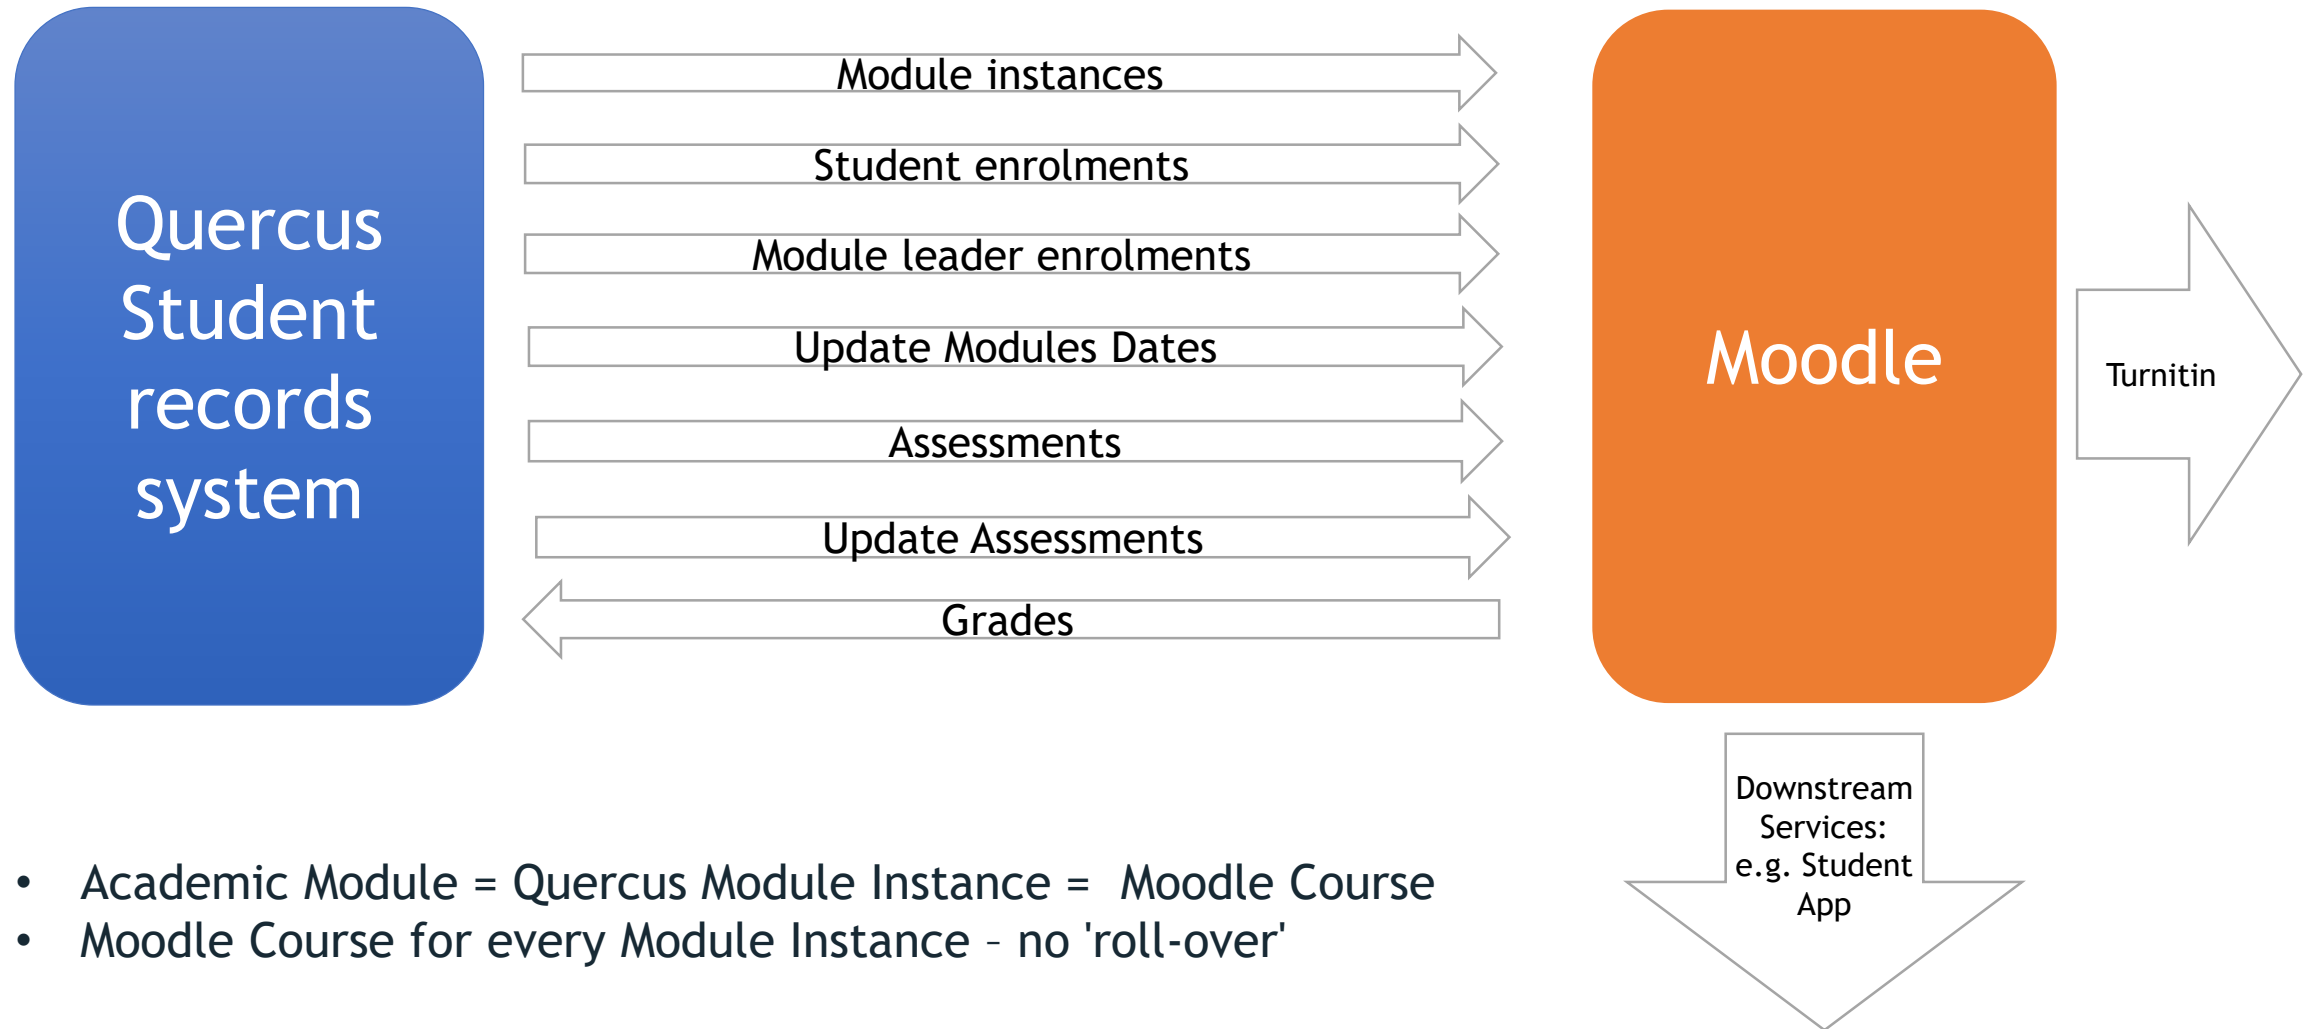 Quercus
Student
records
system
Module instances
Student enrolments
Module leader enrolments
Update Modules Dates
Assessments
Update Assessments
Grades
Moodle
Turnitin
Downstream
Services:
e.g. Student
App
• Academic Module = Quercus Module Instance = Moodle Course
• Moodle Course for every Module Instance – no 'roll-over'